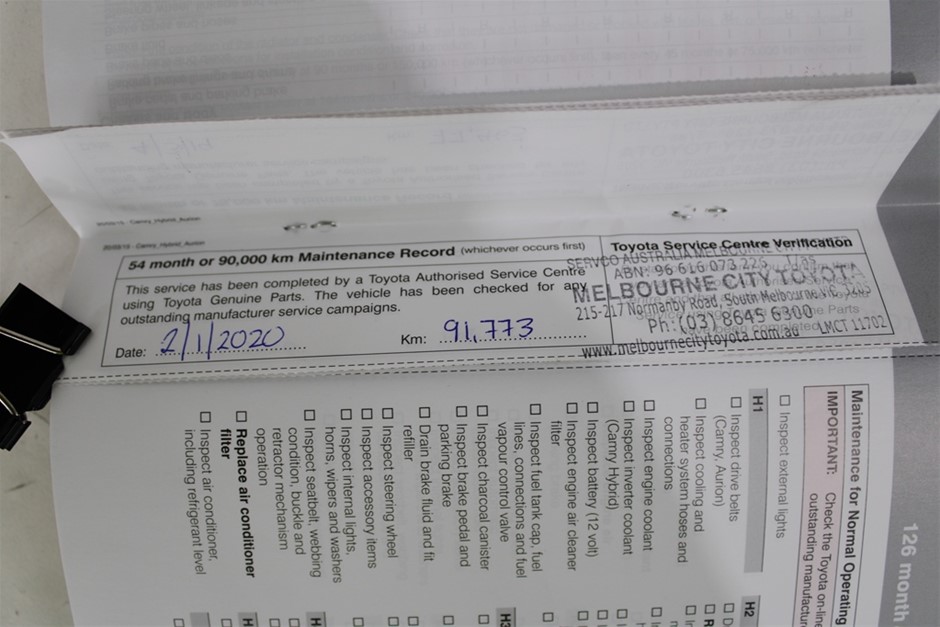 54 month or 90,000 km Maintenance Record (whichever occurs first)
This service has been completed by a Toyota Authorised Service Centre
using Toyota Genuine Parts. The vehicle has been checked for any
outstanding manufacturer service campaigns.
Date: 2/1/2020 Km: 91,773
Toyota Service Centre Verification
SERVCO AUSTRALIA MELBOURNE
ABN: 96 616 073 226
MELBOURNE CITY TOYOTA
215-217 Normanby Road, South Melbourne
Ph: (03) 8645 6300
www.melbournecitytoyota.com.au LMCT 11702
126 month
Maintenance for Normal Operating
IMPORTANT: Check the Toyota on-line
outstanding manufacture
☐ Inspect external lights
H1
☐ Inspect drive belts
(Camry, Aurion)
☐ Inspect cooling and
heater system hoses and
connections
☐ Inspect engine coolant
☐ Inspect inverter coolant
(Camry Hybrid)
☐ Inspect battery (12 volt)
☐ Inspect engine air cleaner
filter
☐ Inspect fuel tank cap, fuel
lines, connections and fuel
vapour control valve
☐ Inspect charcoal canister
☐ Inspect brake pedal and
parking brake
☐ Drain brake fluid and fit
refiller
☐ Inspect steering wheel
☐ Inspect accessory items
☐ Inspect internal lights,
horns, wipers and washers
☐ Inspect seatbelt, webbing
condition, buckle and
retractor mechanism
operation
☐ Replace air conditioner
filter
☐ Inspect air conditioner,
including refrigerant level
H2
H3